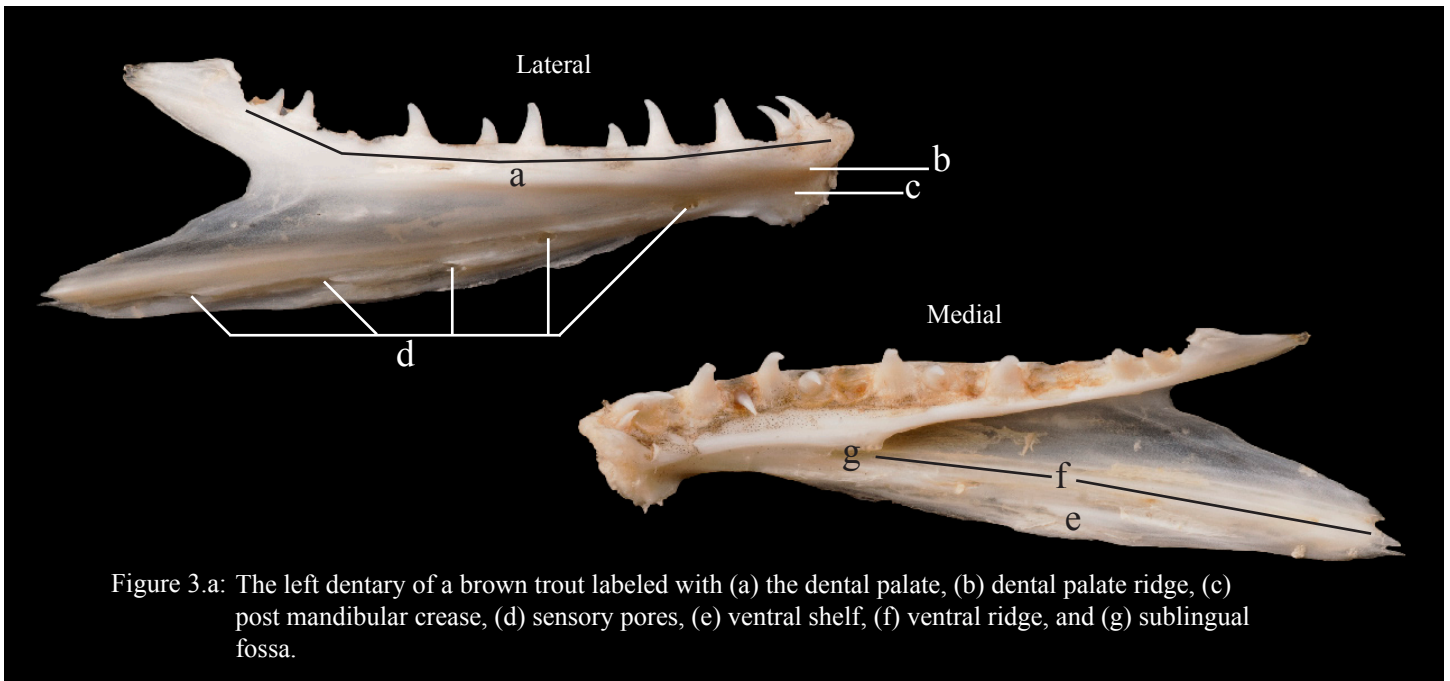 Lateral
a
b
c
d
Medial
g
f
e
Figure 3.a: The left dentary of a brown trout labeled with (a) the dental palate, (b) dental palate ridge, (c)
post mandibular crease, (d) sensory pores, (e) ventral shelf, (f) ventral ridge, and (g) sublingual
fossa.